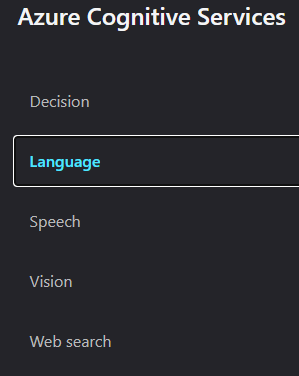 Azure Cognitive Services
Decision
Language
Speech
Vision
Web search